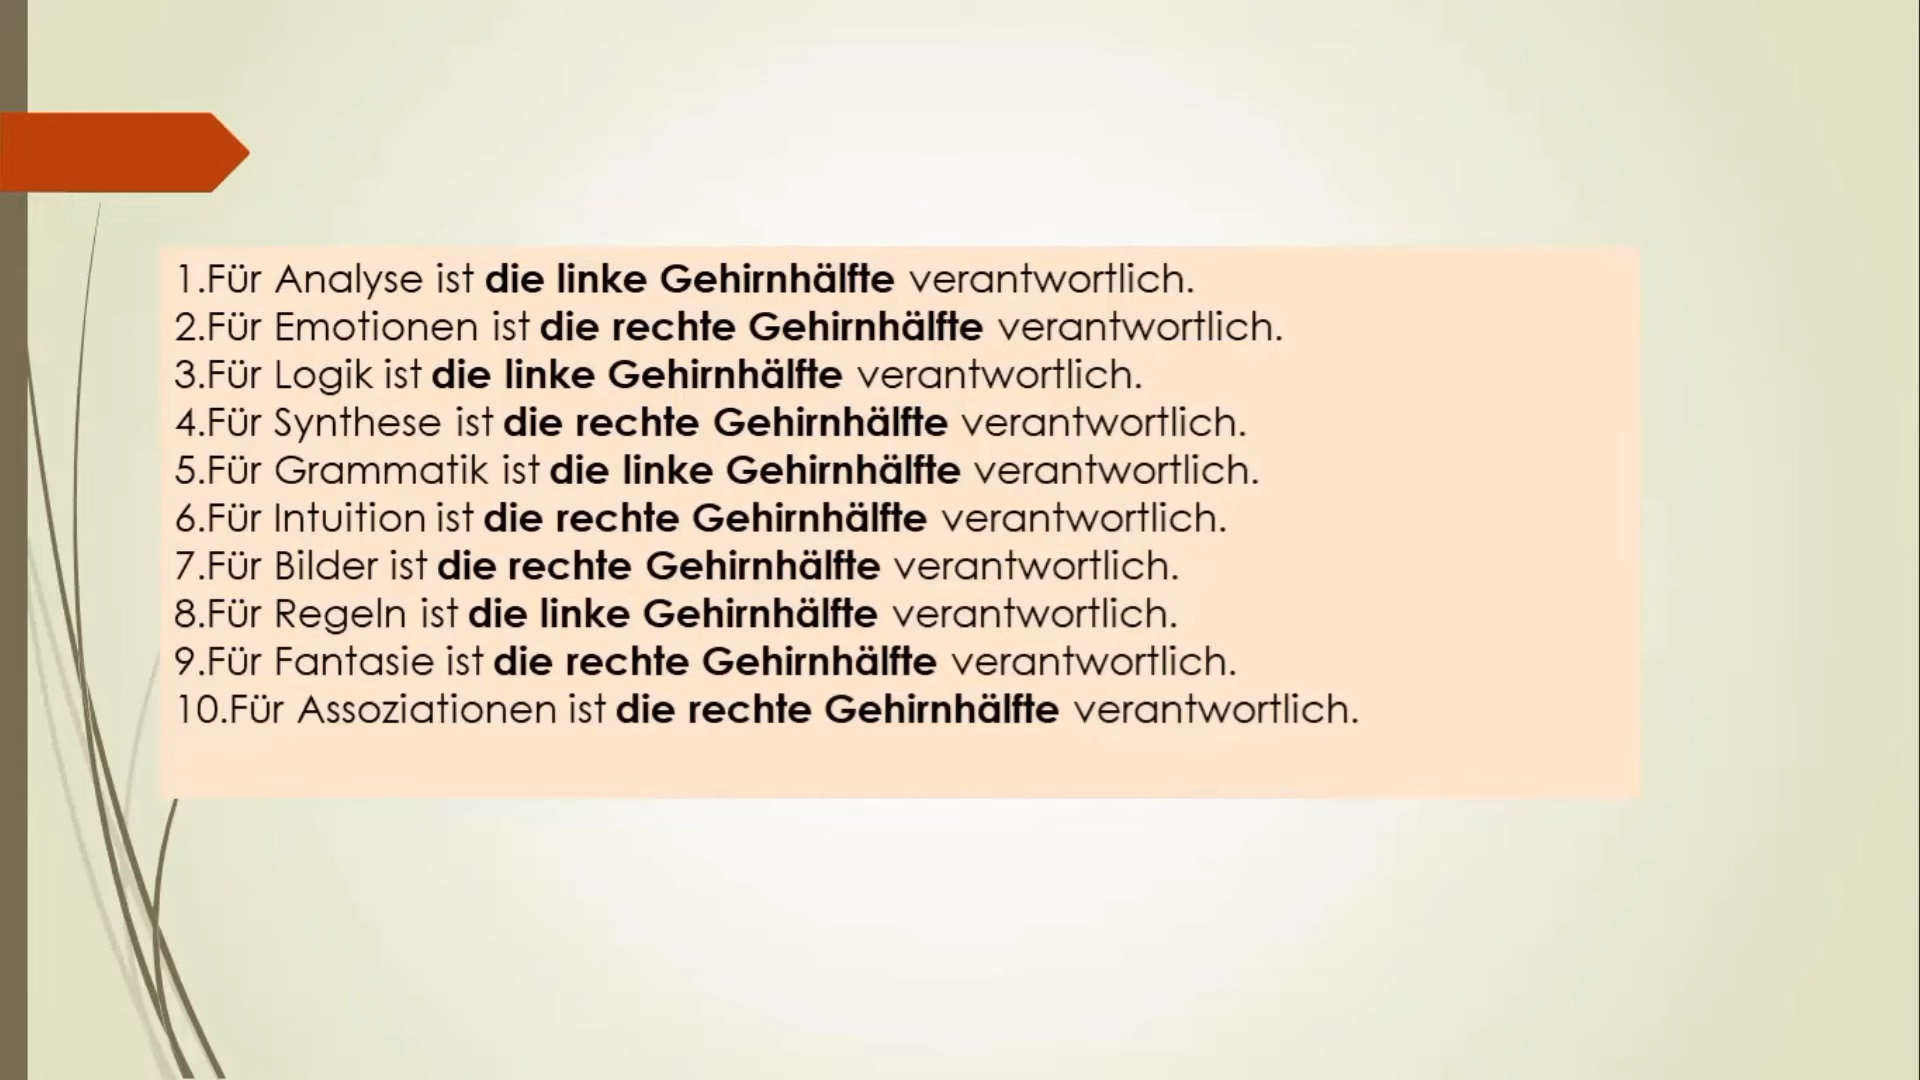 1.Für Analyse ist die linke Gehirnhälfte verantwortlich.
2.Für Emotionen ist die rechte Gehirnhälfte verantwortlich.
3.Für Logik ist die linke Gehirnhälfte verantwortlich.
4.Für Synthese ist die rechte Gehirnhälfte verantwortlich.
5.Für Grammatik ist die linke Gehirnhälfte verantwortlich.
6.Für Intuition ist die rechte Gehirnhälfte verantwortlich.
7.Für Bilder ist die rechte Gehirnhälfte verantwortlich.
8.Für Regeln ist die linke Gehirnhälfte verantwortlich.
9.Für Fantasie ist die rechte Gehirnhälfte verantwortlich.
10.Für Assoziationen ist die rechte Gehirnhälfte verantwortlich.